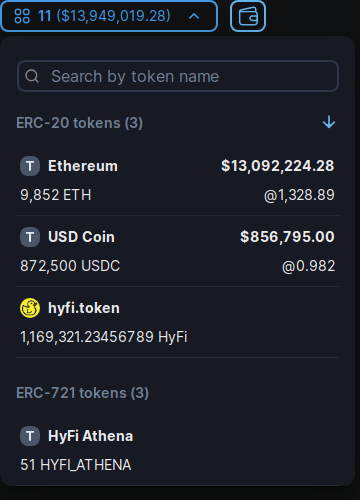 11 ($13,949,019.28)
Search by token name
ERC-20 tokens (3)
T Ethereum $13,092,224.28
9,852 ETH @1,328.89
T USD Coin $856,795.00
872,500 USDC @0.982
hyfi.token
1,169,321.23456789 HyFi
ERC-721 tokens (3)
T HyFi Athena
51 HYFI_ATHENA